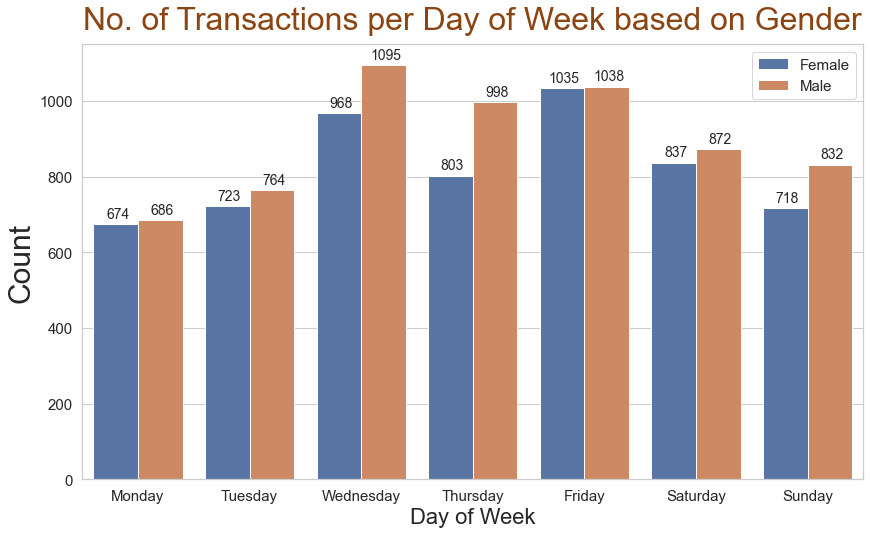 No. of Transactions per Day of Week based on Gender
Female
Male
Count
1000
800
600
400
200
0
674
686
723
764
968
1095
803
998
1035
1038
837
872
718
832
Monday
Tuesday
Wednesday
Thursday
Friday
Saturday
Sunday
Day of Week